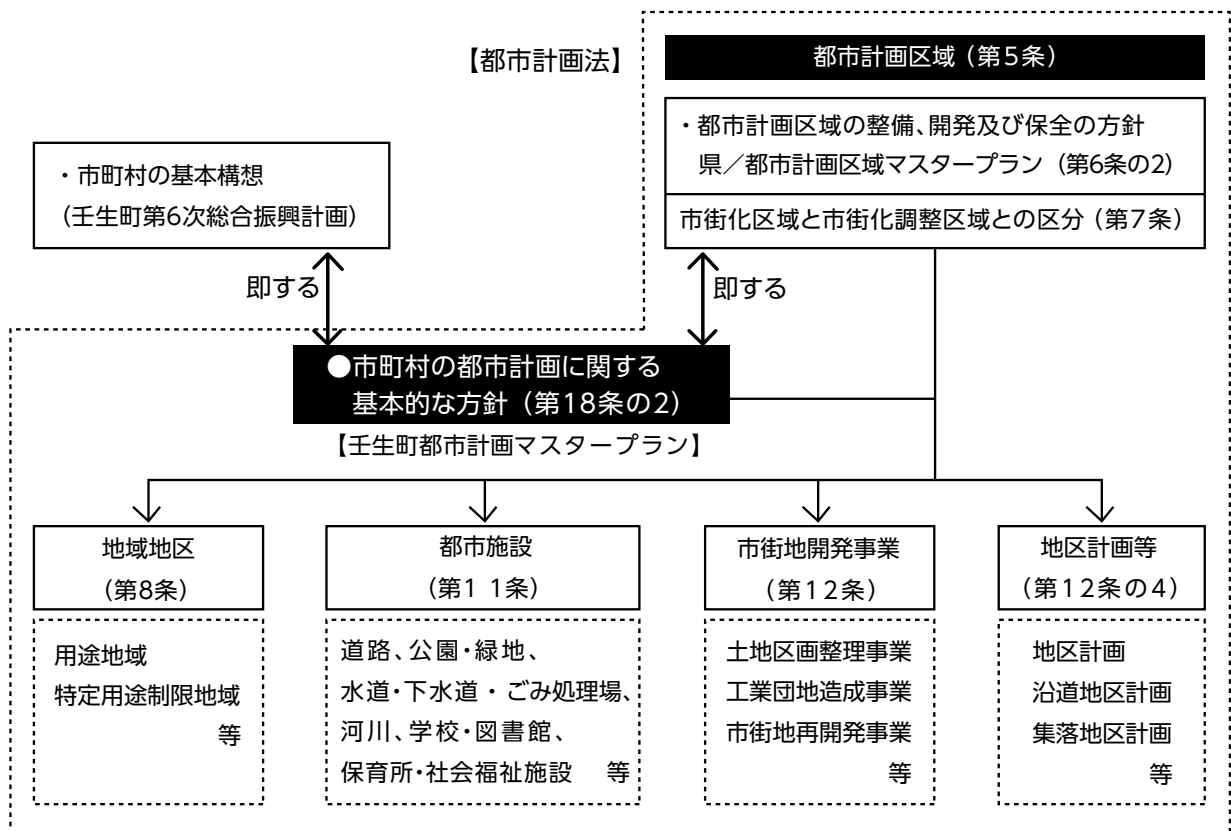 【都市計画法】
都市計画区域（第5条）
・都市計画区域の整備、開発及び保全の方針
県／都市計画区域マスタープラン（第6条の2）
市街化区域と市街化調整区域との区分（第7条）
・市町村の基本構想
（壬生町第6次総合振興計画）
即する
即する
●市町村の都市計画に関する
基本的な方針（第18条の2）
【壬生町都市計画マスタープラン】
地域地区
（第8条）
用途地域
特定用途制限地域
等
都市施設
（第1 1条）
道路、公園・緑地、
水道・下水道・ごみ処理場、
河川、学校・図書館、
保育所・社会福祉施設　等
市街地開発事業
（第12条）
土地区画整理事業
工業団地造成事業
市街地再開発事業
等
地区計画等
（第12条の4）
地区計画
沿道地区計画
集落地区計画
等